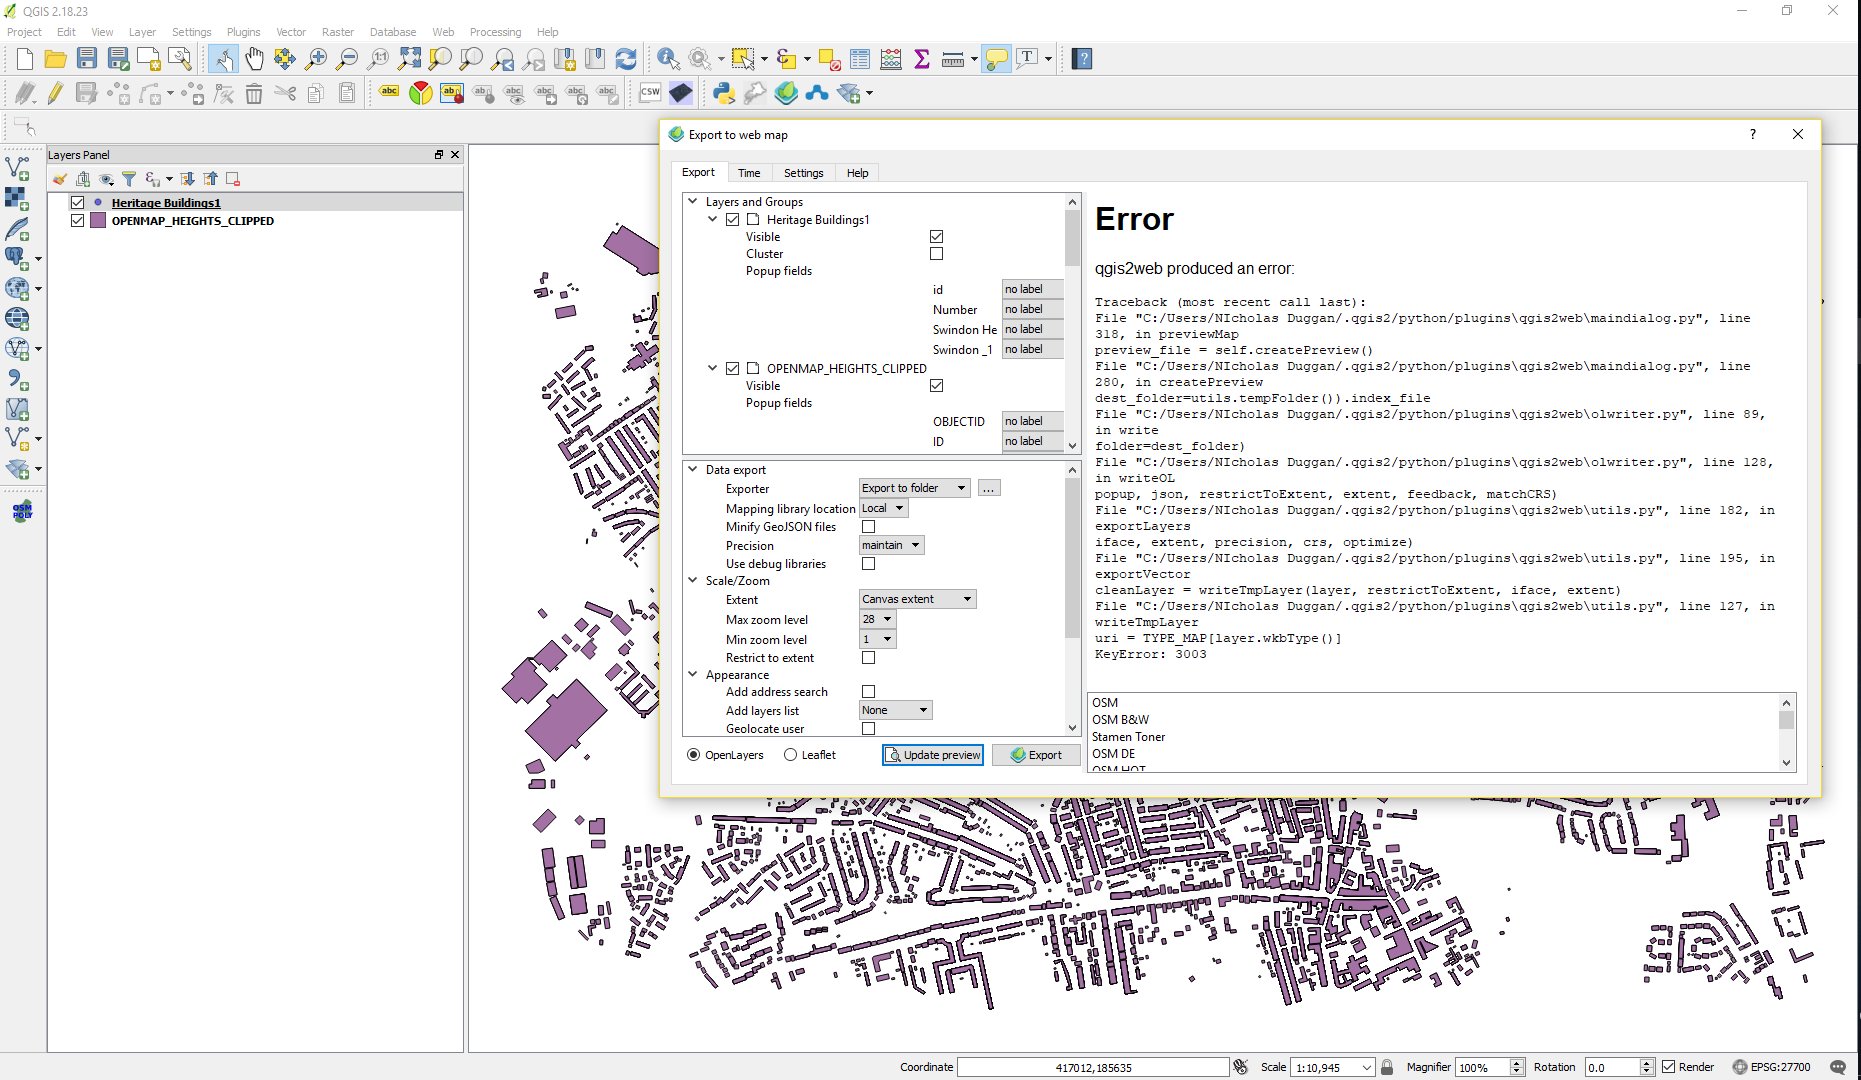 QGIS 2.18.23
Project Edit View Layer Settings Plugins Vector Raster Database Web Processing Help
1:1
ε
Σ
T
?
abc
abc
abc
abc
abc
abc
abc
CSW
Layers Panel
Heritage Buildings1
OPENMAP_HEIGHTS_CLIPPED
OSM
POLY
Export to web map
?
Export Time Settings Help
Layers and Groups
Heritage Buildings1
Visible
Cluster
Popup fields
id no label
Number no label
Swindon He no label
Swindon _1 no label
OPENMAP_HEIGHTS_CLIPPED
Visible
Popup fields
OBJECTID no label
ID no label
Data export
Exporter Export to folder ...
Mapping library location Local
Minify GeoJSON files
Precision maintain
Use debug libraries
Scale/Zoom
Extent Canvas extent
Max zoom level 28
Min zoom level 1
Restrict to extent
Appearance
Add address search
Add layers list None
Geolocate user
OpenLayers Leaflet Update preview Export
Error
qgis2web produced an error:
Traceback (most recent call last):
File "C:/Users/NIcholas Duggan/.qgis2/python/plugins\qgis2web\maindialog.py", line
318, in previewMap
preview_file = self.createPreview()
File "C:/Users/NIcholas Duggan/.qgis2/python/plugins\qgis2web\maindialog.py", line
280, in createPreview
dest_folder=utils.tempFolder()).index_file
File "C:/Users/NIcholas Duggan/.qgis2/python/plugins\qgis2web\olwriter.py", line 89,
in write
folder=dest_folder)
File "C:/Users/NIcholas Duggan/.qgis2/python/plugins\qgis2web\olwriter.py", line 128,
in writeOL
popup, json, restrictToExtent, extent, feedback, matchCRS)
File "C:/Users/NIcholas Duggan/.qgis2/python/plugins\qgis2web\utils.py", line 182, in
exportLayers
iface, extent, precision, crs, optimize)
File "C:/Users/NIcholas Duggan/.qgis2/python/plugins\qgis2web\utils.py", line 195, in
exportVector
cleanLayer = writeTmpLayer(layer, restrictToExtent, iface, extent)
File "C:/Users/NIcholas Duggan/.qgis2/python/plugins\qgis2web\utils.py", line 127, in
writeTmpLayer
uri = TYPE_MAP[layer.wkbType()]
KeyError: 3003
OSM
OSM B&W
Stamen Toner
OSM DE
OSM HOT
Coordinate 417012,185635 Scale 1:10,945 Magnifier 100% Rotation 0.0 Render EPSG:27700